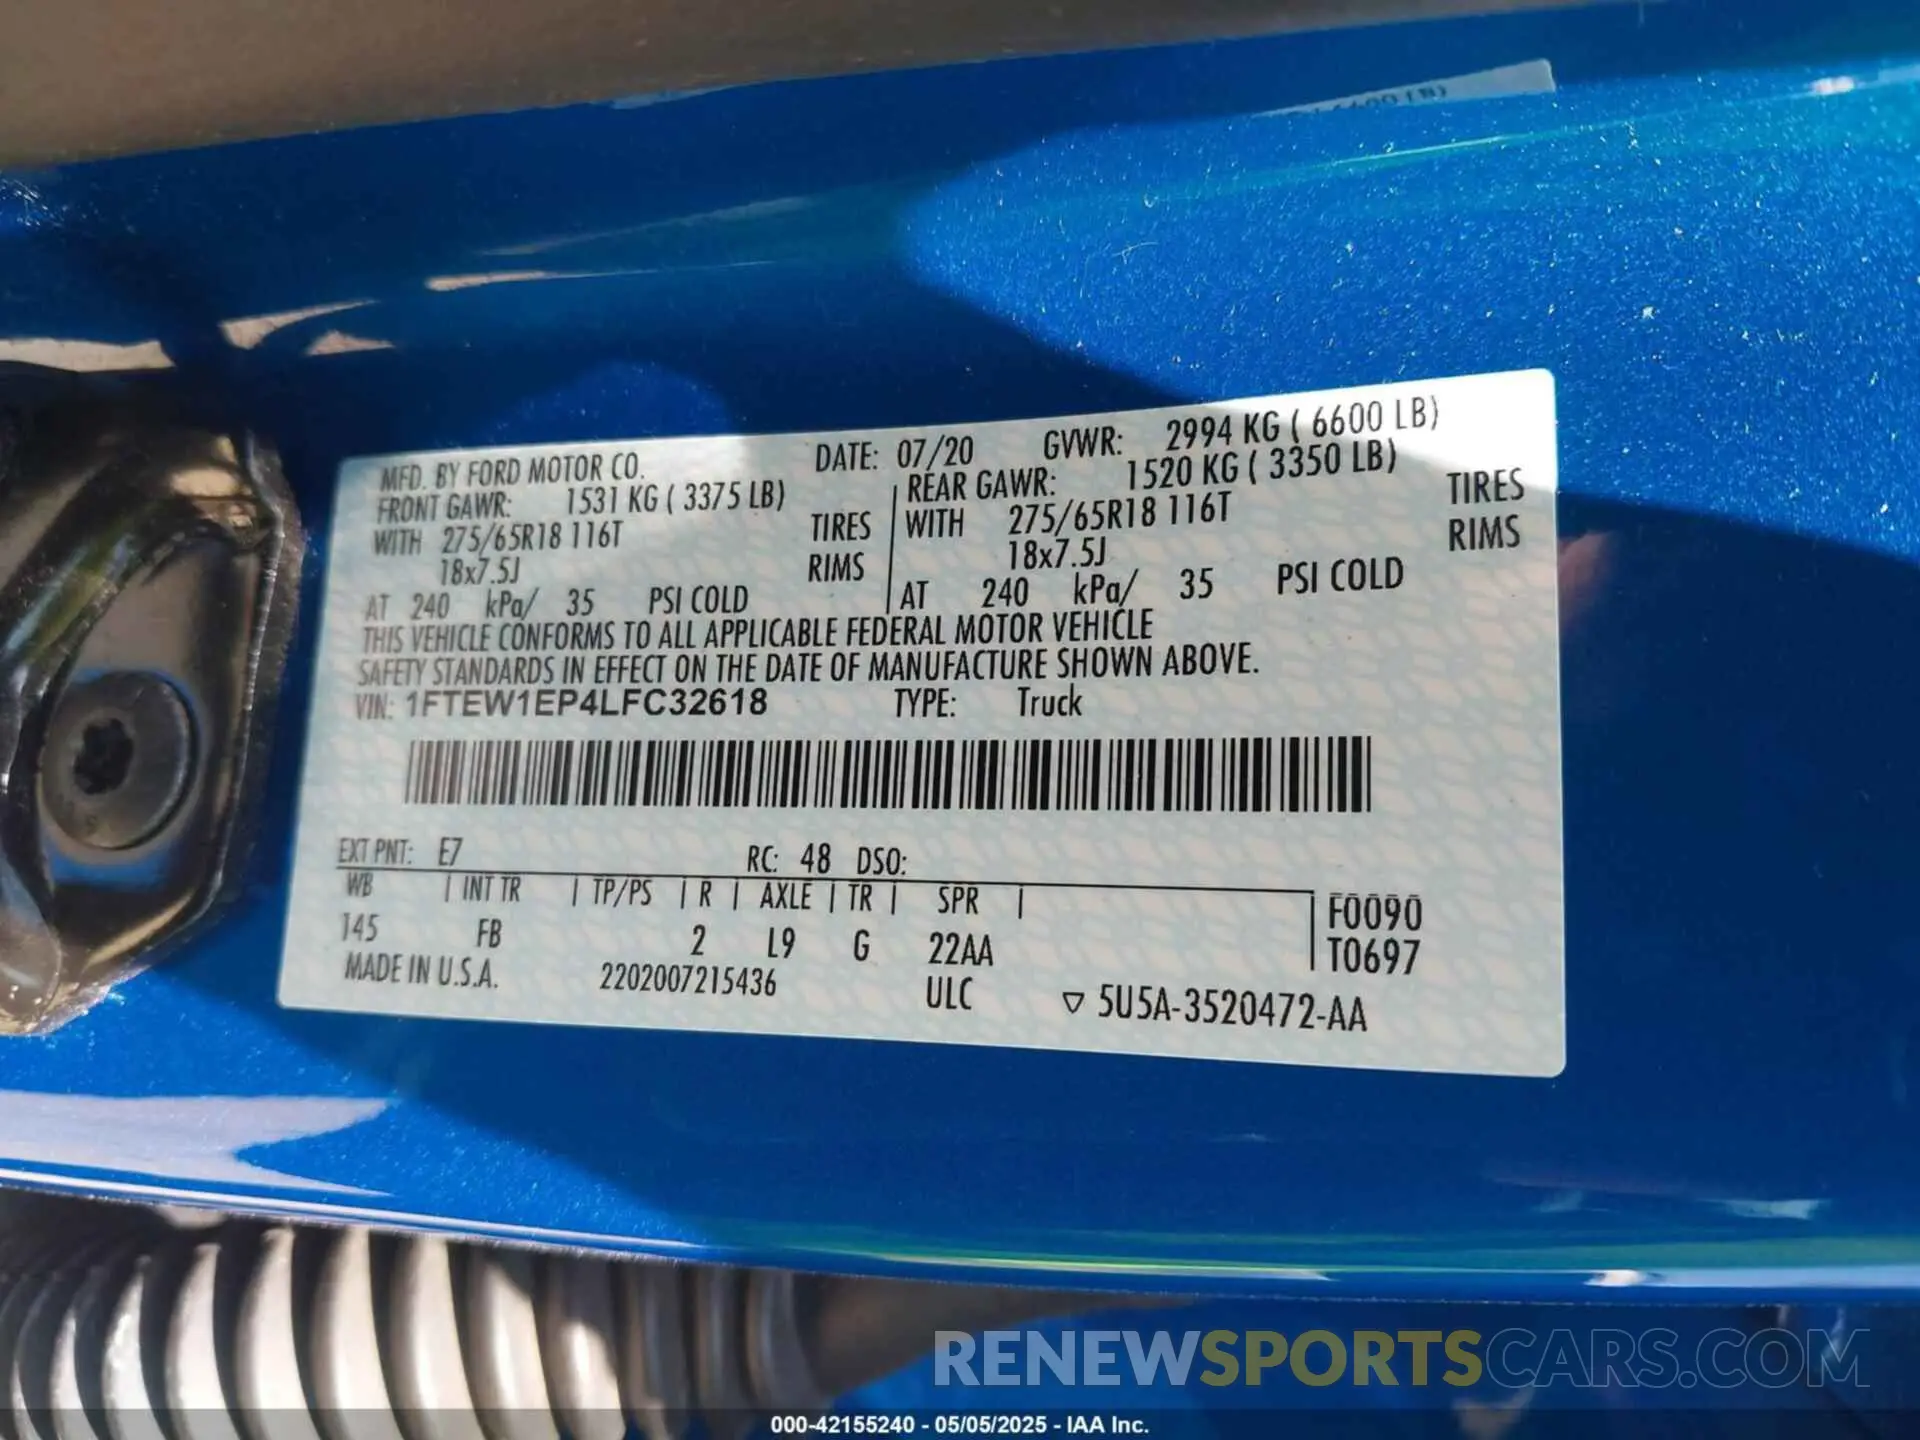 MFD. BY FORD MOTOR CO. DATE: 07/20 GVWR: 2994 KG ( 6600 LB)
FRONT GAWR: 1531 KG ( 3375 LB) REAR GAWR: 1520 KG ( 3350 LB)
WITH 275/65R18 116T TIRES WITH 275/65R18 116T TIRES
18x7.5J RIMS 18x7.5J RIMS
AT 240 kPa/ 35 PSI COLD AT 240 kPa/ 35 PSI COLD
THIS VEHICLE CONFORMS TO ALL APPLICABLE FEDERAL MOTOR VEHICLE
SAFETY STANDARDS IN EFFECT ON THE DATE OF MANUFACTURE SHOWN ABOVE.
VIN: 1FTEW1EP4LFC32618 TYPE: Truck
EXT PNT: E7 RC: 48 DSO:
WB | INT TR | TP/PS | R | AXLE | TR | SPR | F0090
145 FB 2 L9 G 22AA T0697
MADE IN U.S.A. 2202007215436 ULC ▽ 5U5A-3520472-AA
RENEWSPORTSCARS.COM
000-42155240 - 05/05/2025 - IAA Inc.